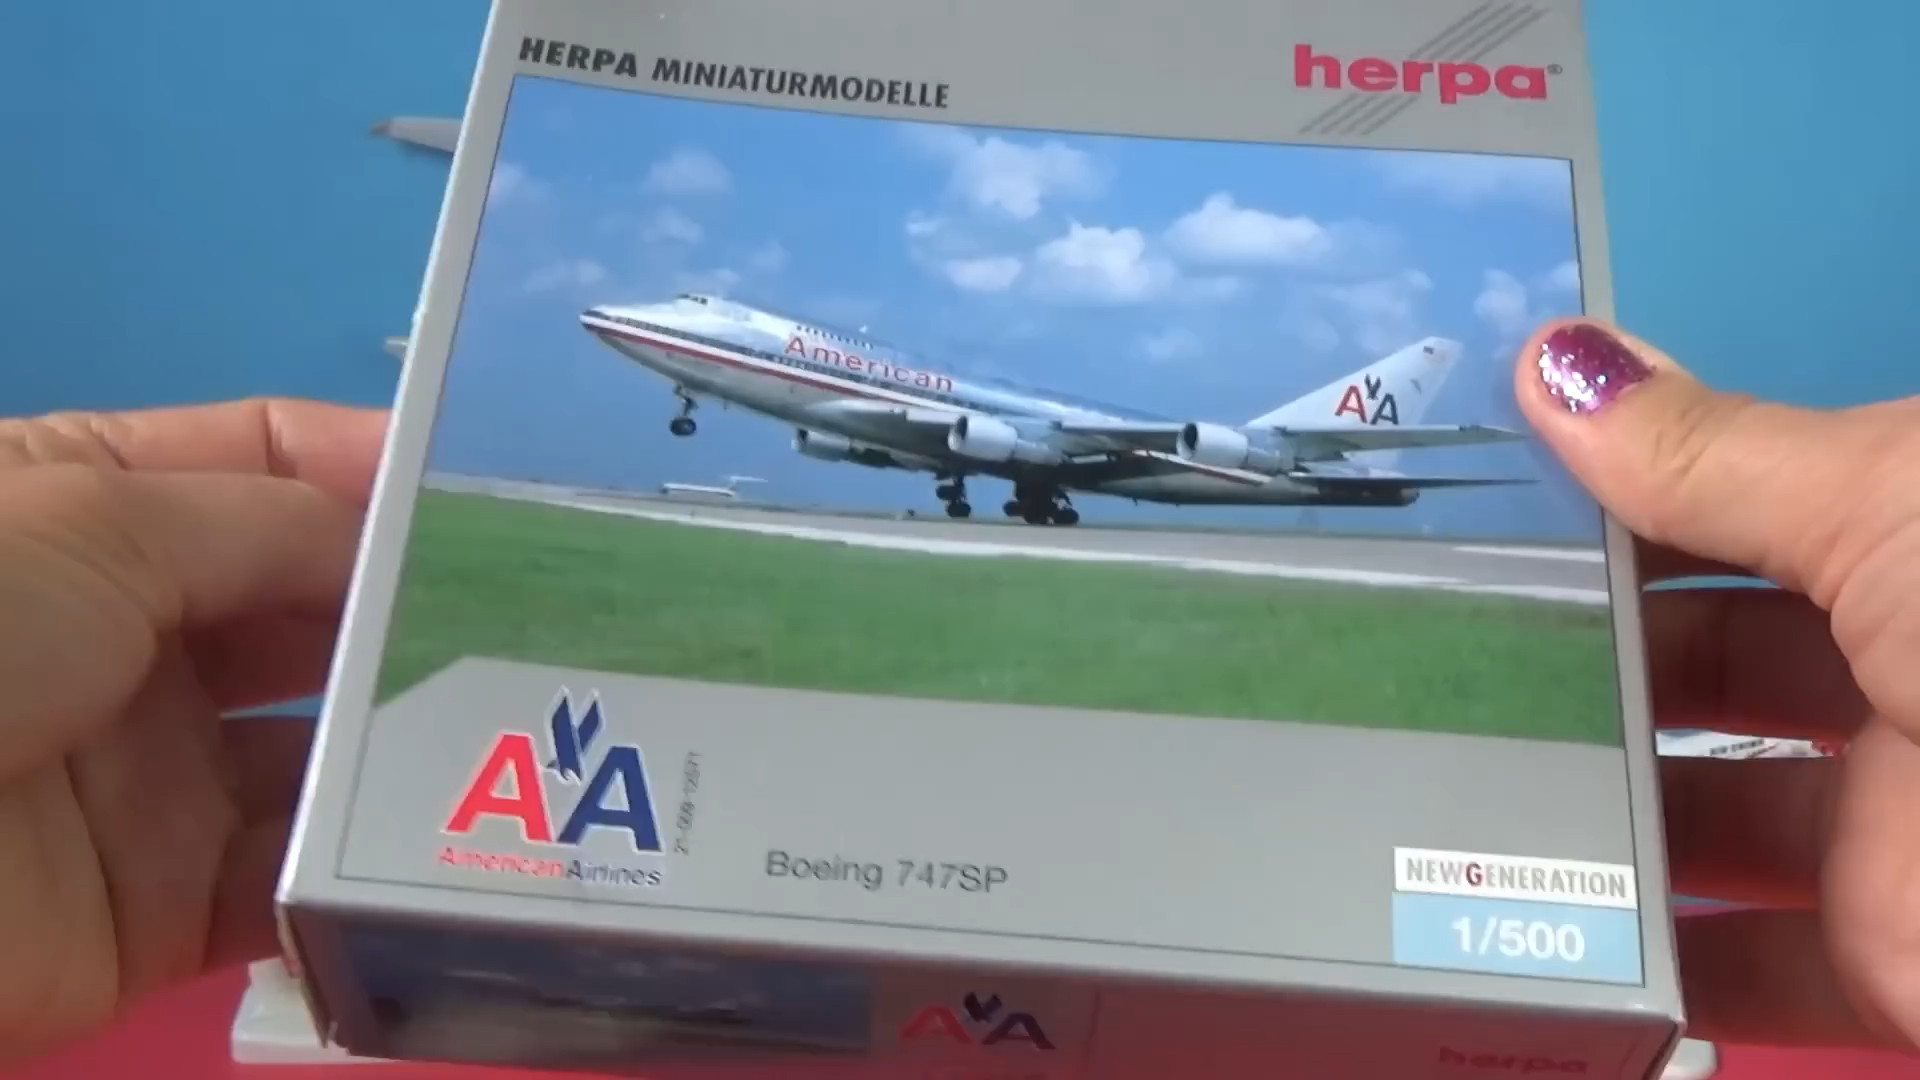 HERPA MINIATURMODELLE
herpa®
American
AA
AA
AmericanAirlines
Boeing 747SP
NEWGENERATION
1/500
AA
herpa